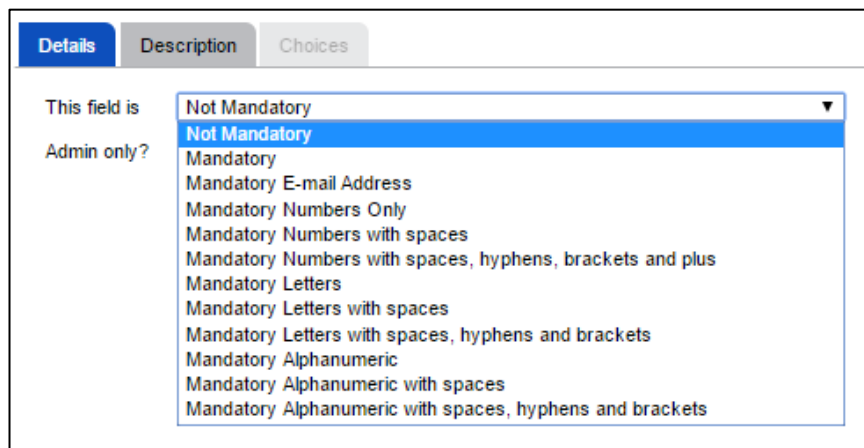 Details Description Choices
This field is Not Mandatory
Not Mandatory
Admin only?
Mandatory
Mandatory E-mail Address
Mandatory Numbers Only
Mandatory Numbers with spaces
Mandatory Numbers with spaces, hyphens, brackets and plus
Mandatory Letters
Mandatory Letters with spaces
Mandatory Letters with spaces, hyphens and brackets
Mandatory Alphanumeric
Mandatory Alphanumeric with spaces
Mandatory Alphanumeric with spaces, hyphens and brackets